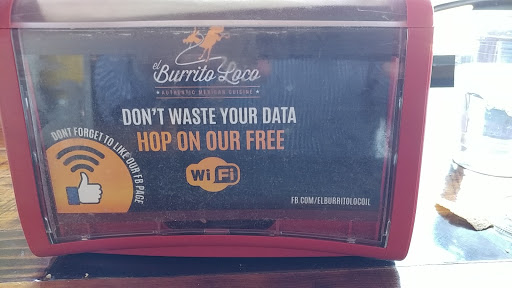 el
Burrito Loco
★ AUTHENTIC MEXICAN CUISINE ★
DON'T WASTE YOUR DATA
HOP ON OUR FREE
WiFi
DONT FORGET TO LIKE OUR FB PAGE
FB.COM/ELBURRITOLOCOIL